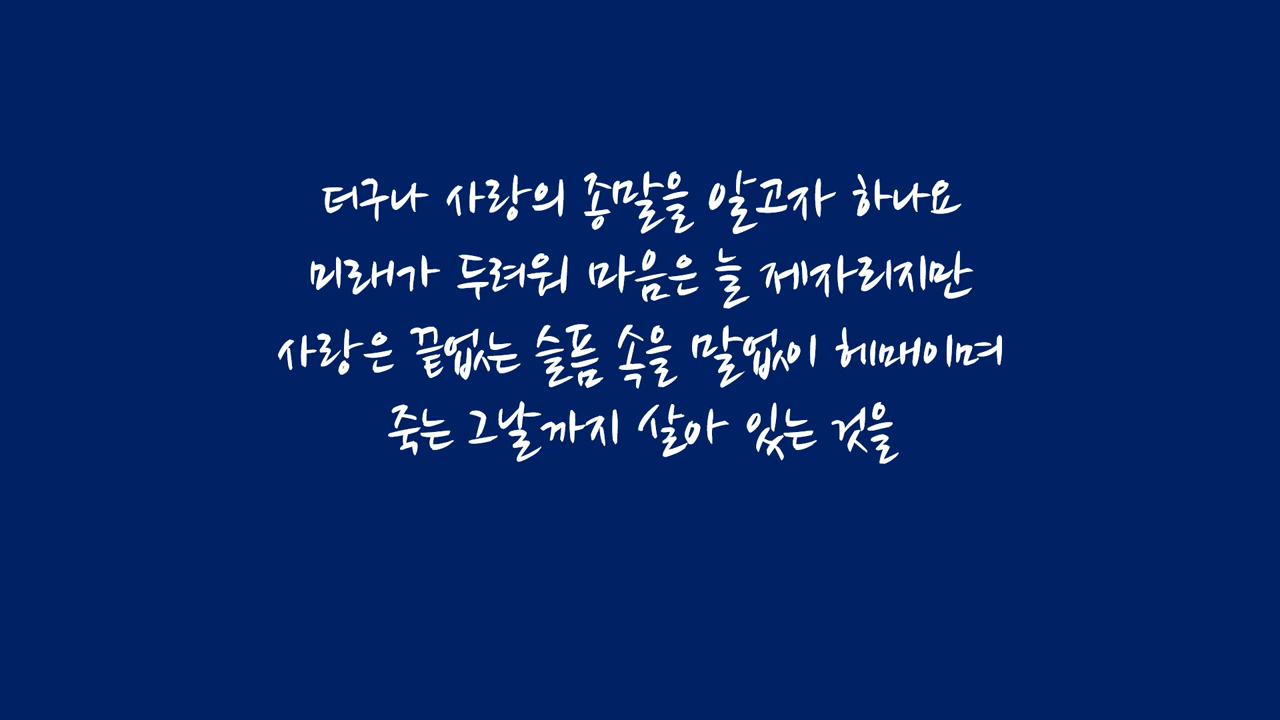 더구나 사랑의 종말을 알고자 하나요
미래가 두려워 마음은 늘 제자리지만
사랑은 끝없는 슬픔 속을 말없이 헤매이며
죽는 그날까지 살아 있는 것을